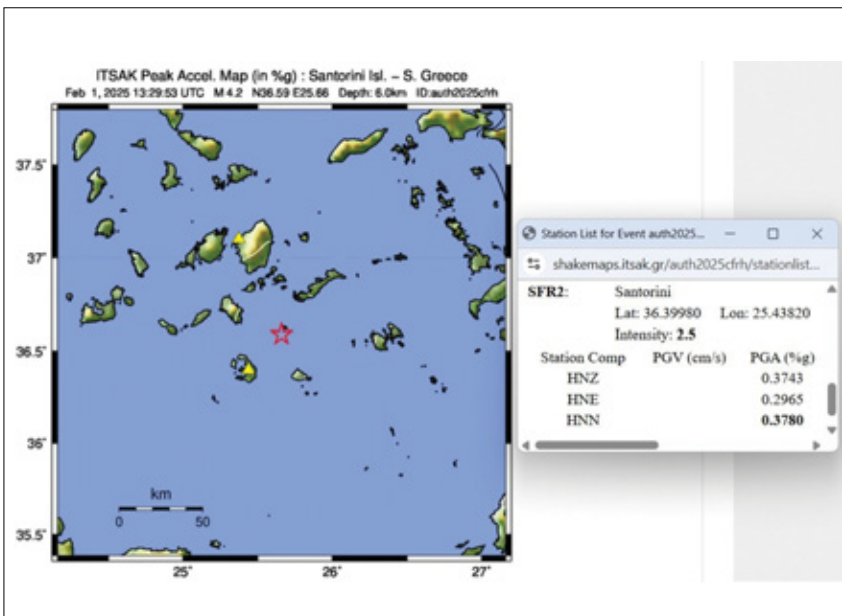 ITSAK Peak Accel. Map (in %g) : Santorini Isl. – S. Greece
Feb 1, 2025 13:29:53 UTC M 4.2 N36.59 E25.66 Depth: 6.0km ID:auth2025cfrh
37.5°
37°
36.5°
36°
35.5°
km
0 50
25° 26° 27°
Station List for Event auth2025...
shakemaps.itsak.gr/auth2025cfrh/stationlist...
SFR2: Santorini
Lat: 36.39980 Lon: 25.43820
Intensity: 2.5
Station Comp PGV (cm/s) PGA (%g)
HNZ 0.3743
HNE 0.2965
HNN 0.3780